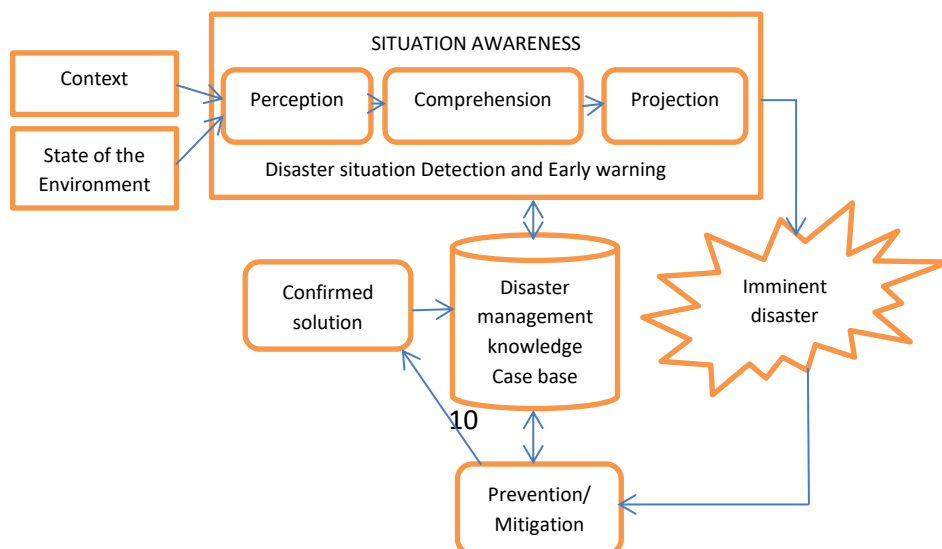 SITUATION AWARENESS
Context
Perception
Comprehension
Projection
State of the
Environment
Disaster situation Detection and Early warning
Confirmed
solution
Disaster
management
knowledge
Case base
Imminent
disaster
10
Prevention/
Mitigation